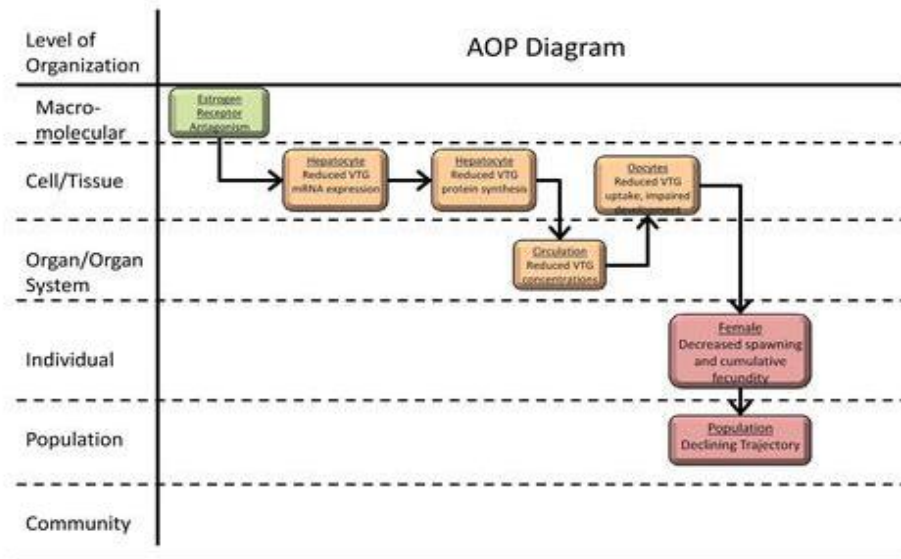 Level of
Organization
AOP Diagram
Macro-
molecular
Estrogen
Receptor
Antagonism
Cell/Tissue
Hepatocyte
Reduced VTG
mRNA expression
Hepatocyte
Reduced VTG
protein synthesis
Oocytes
Reduced VTG
uptake, impaired
development
Organ/Organ
System
Circulation
Reduced VTG
concentrations
Individual
Female
Decreased spawning
and cumulative
fecundity
Population
Population
Declining Trajectory
Community